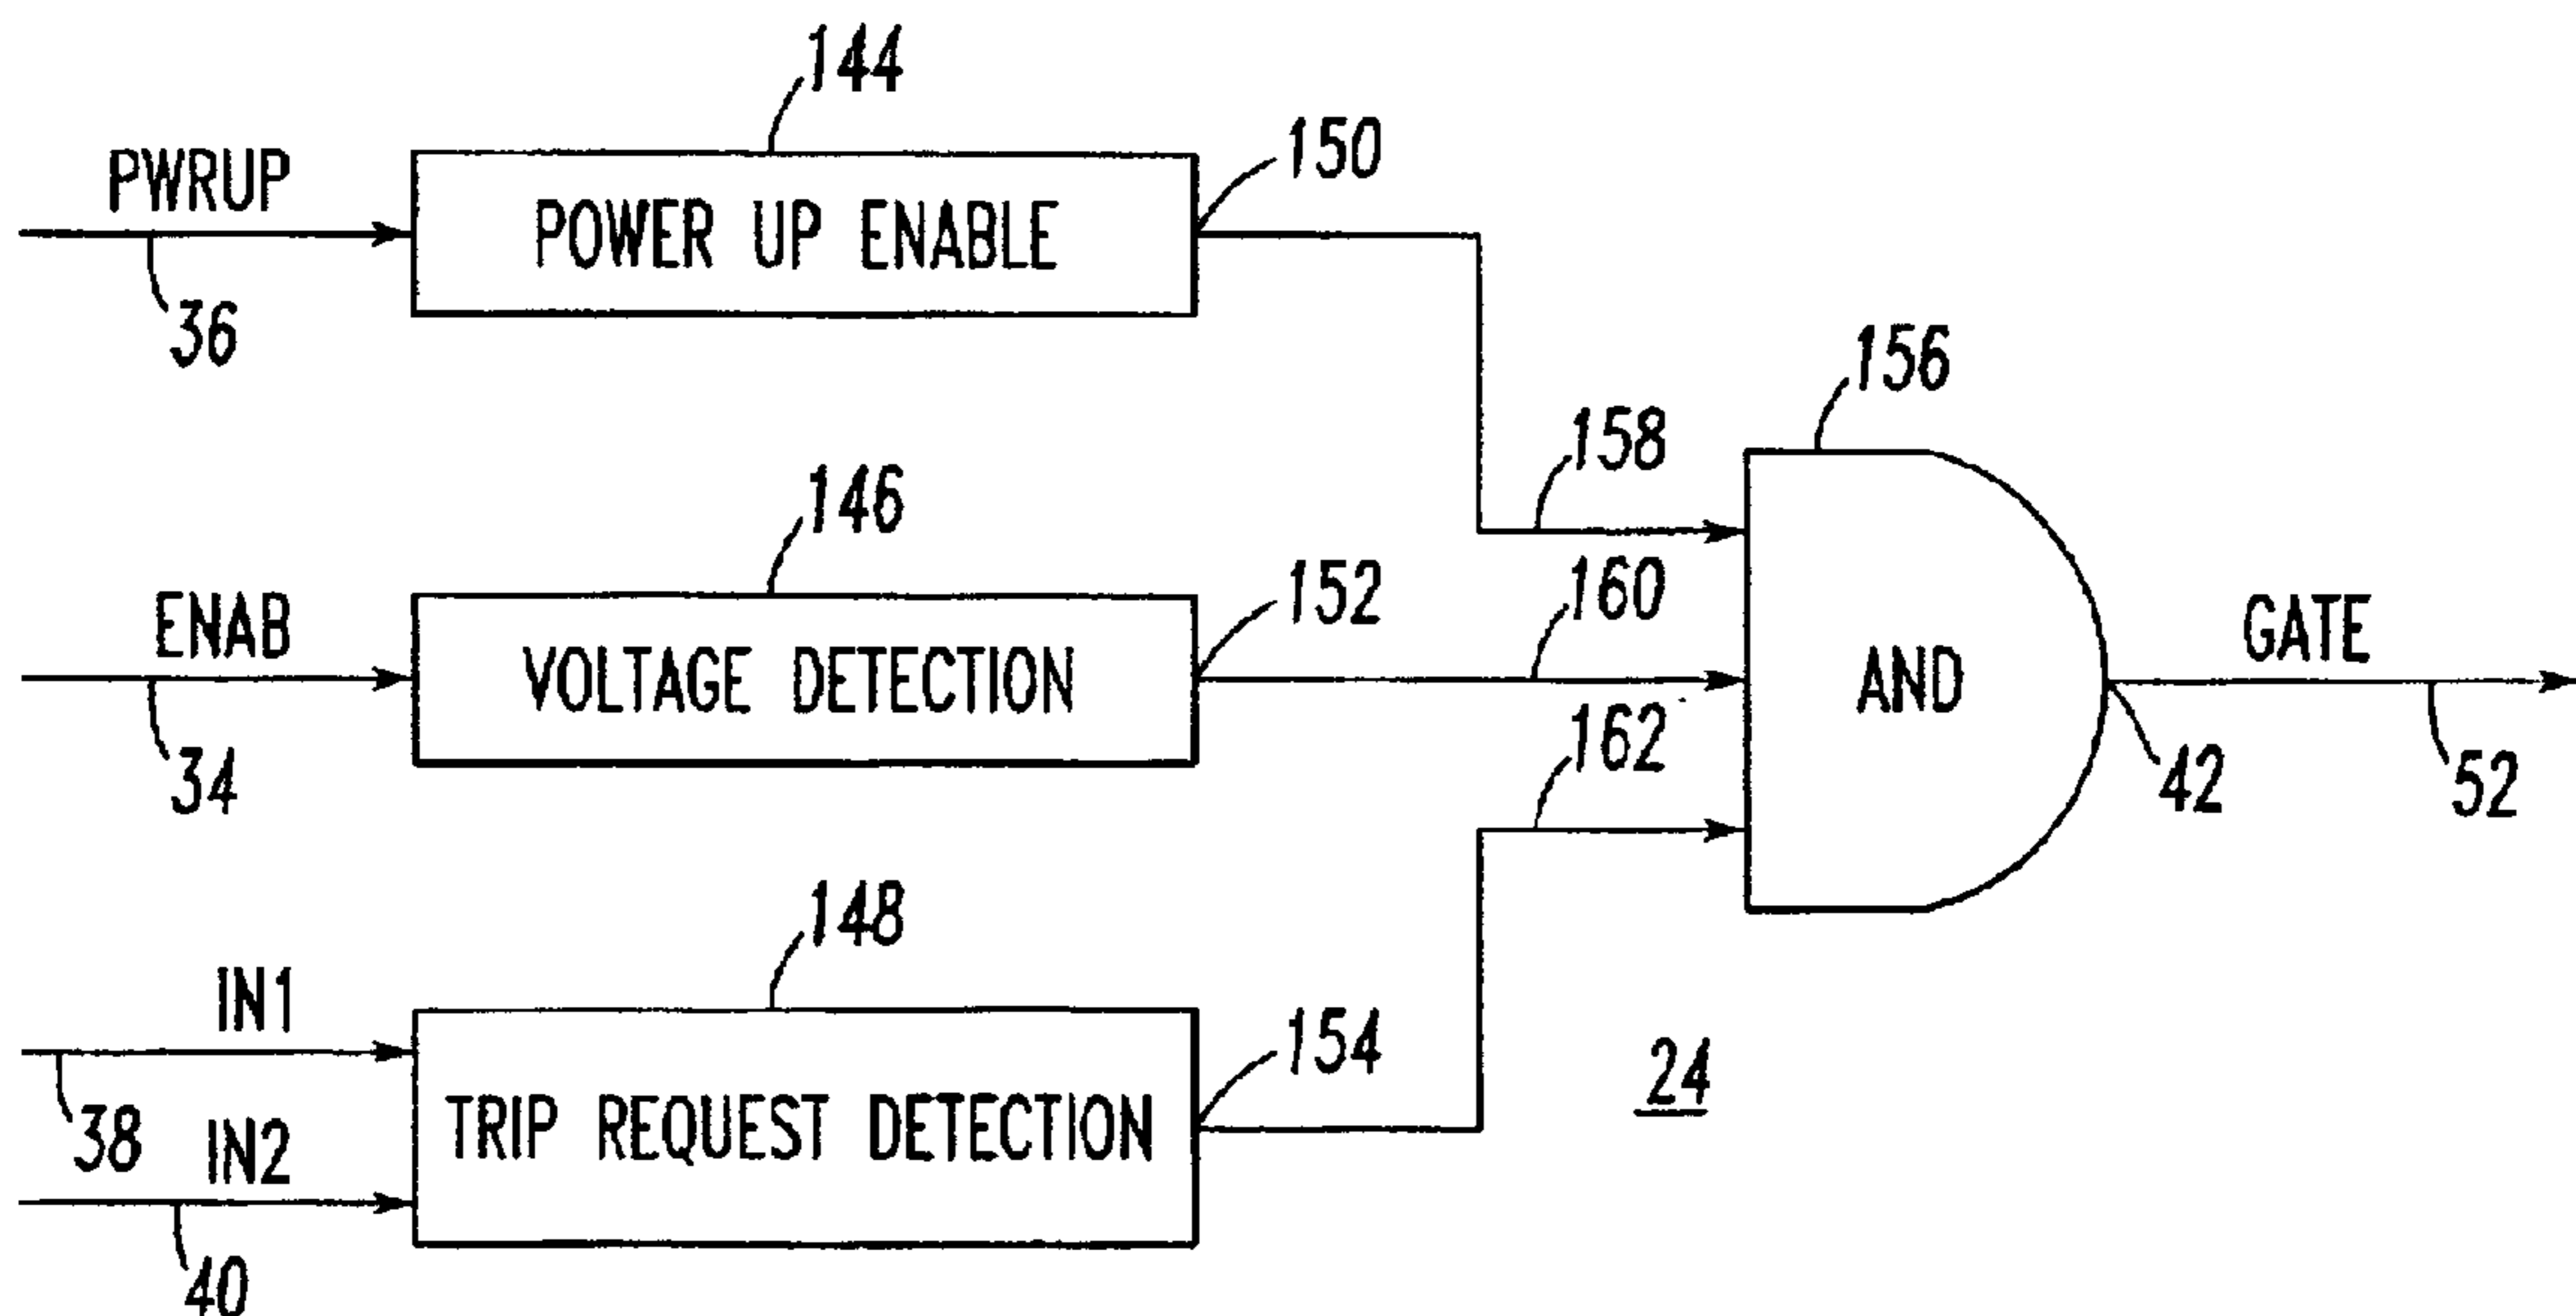 144
150
PWRUP
POWER UP ENABLE
36
156
158
146
152
160
ENAB
VOLTAGE DETECTION
AND
GATE
34
162
42
52
148
IN1
154
24
38
TRIP REQUEST DETECTION
IN2
40